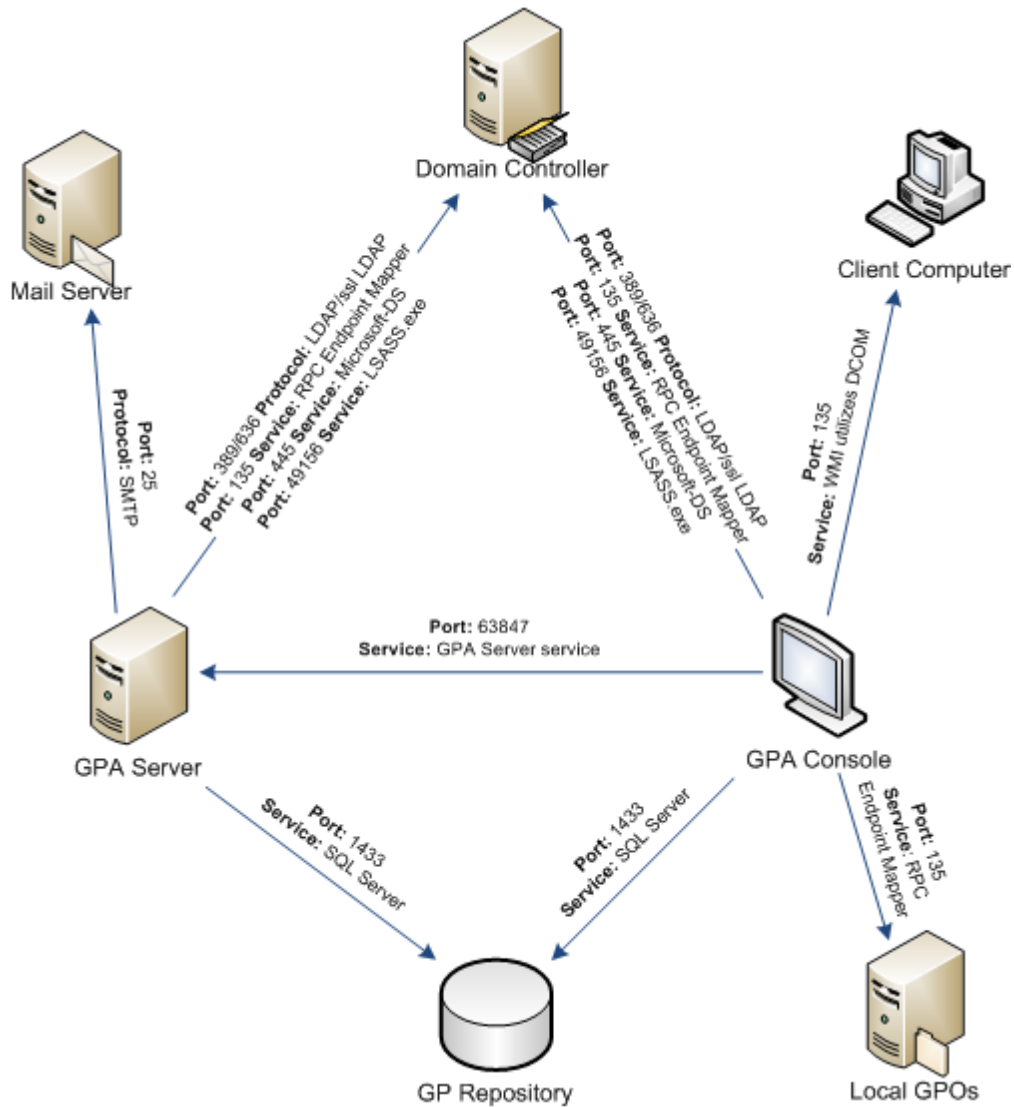 Domain Controller
Mail Server
Client Computer
Port: 389/636 Protocol: LDAP/ssl LDAP
Port: 135 Service: RPC Endpoint Mapper
Port: 445 Service: Microsoft-DS
Port: 49156 Service: LSASS.exe
Port: 389/636 Protocol: LDAP/ssl LDAP
Port: 135 Service: RPC Endpoint Mapper
Port: 445 Service: Microsoft-DS
Port: 49156 Service: LSASS.exe
Port: 25
Protocol: SMTP
Port: 135
Service: WMI utilizes DCOM
Port: 63847
Service: GPA Server service
GPA Server
GPA Console
Port: 1433
Service: SQL Server
Port: 1433
Service: SQL Server
Port: 135
Service: RPC
Endpoint Mapper
GP Repository
Local GPOs